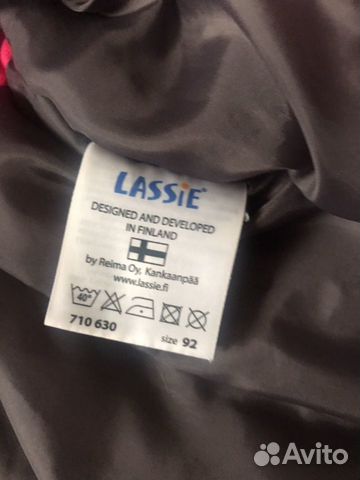 LASSiE®
DESIGNED AND DEVELOPED
IN FINLAND
by Reima Oy, Kankaanpää
www.lassie.fi
40°
710 630 size 92
Avito